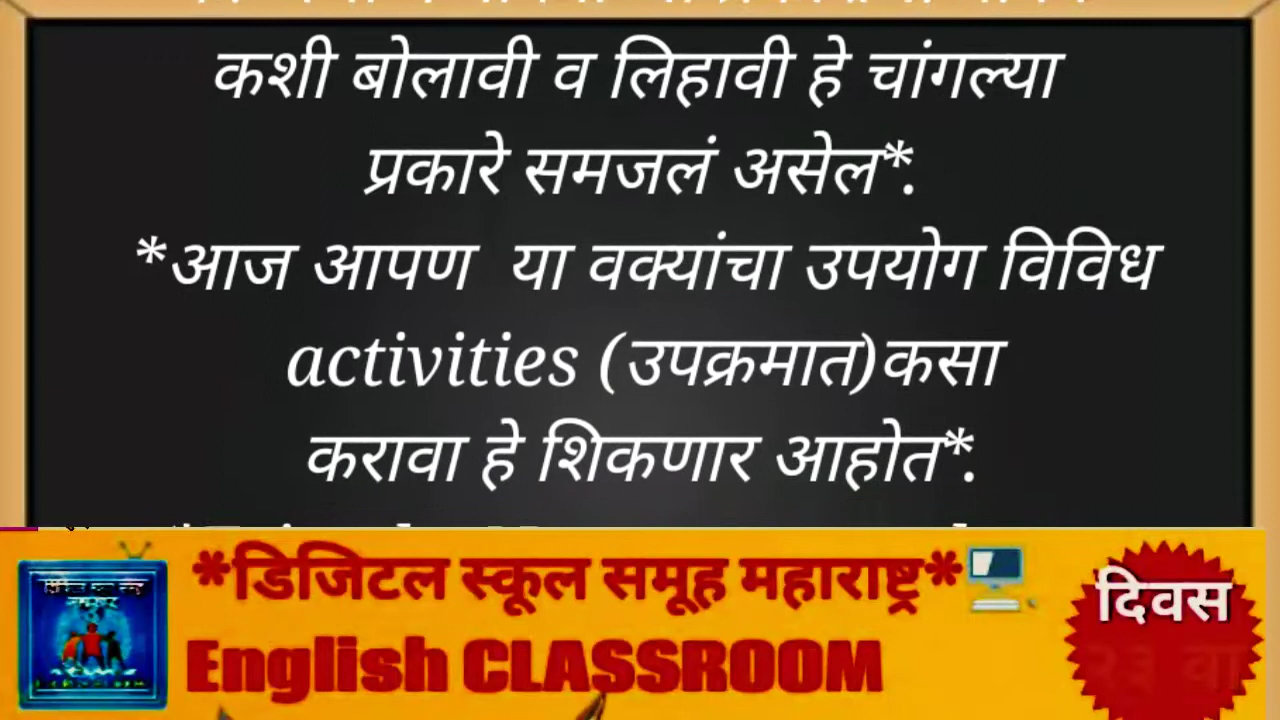 कशी बोलावी व लिहावी हे चांगल्या
प्रकारे समजलं असेल*.
*आज आपण या वक्यांचा उपयोग विविध
activities (उपक्रमात)कसा
करावा हे शिकणार आहोत*.
*डिजिटल स्कूल समूह महाराष्ट्र*
English CLASSROOM
दिवस
२३ वा